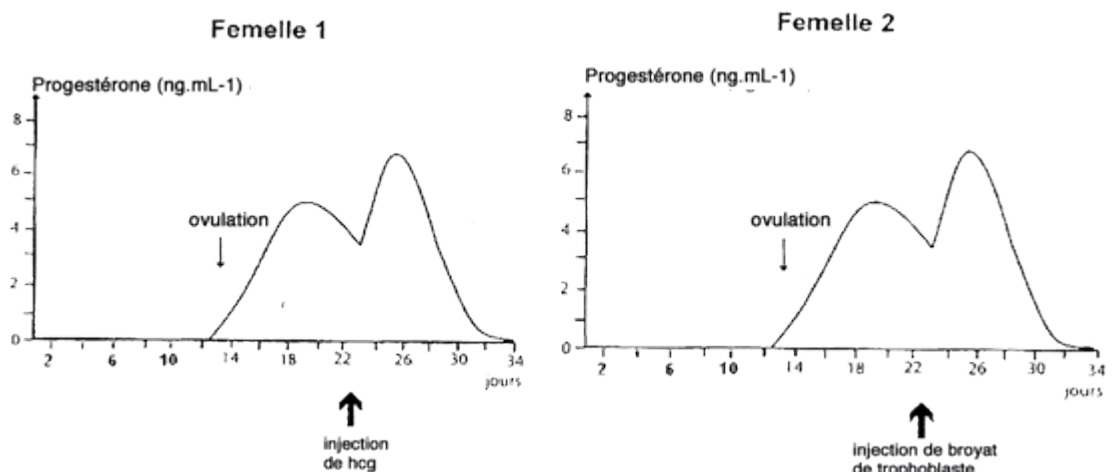 Femelle 1
Progestérone (ng.mL-1)
8
6
4
2
0
ovulation
2 6 10 14 18 22 26 30 34
jours
injection
de hcg
Femelle 2
Progestérone (ng.mL-1)
8
6
4
2
0
ovulation
2 6 10 14 18 22 26 30 34
jours
injection de broyat
de trophoblaste